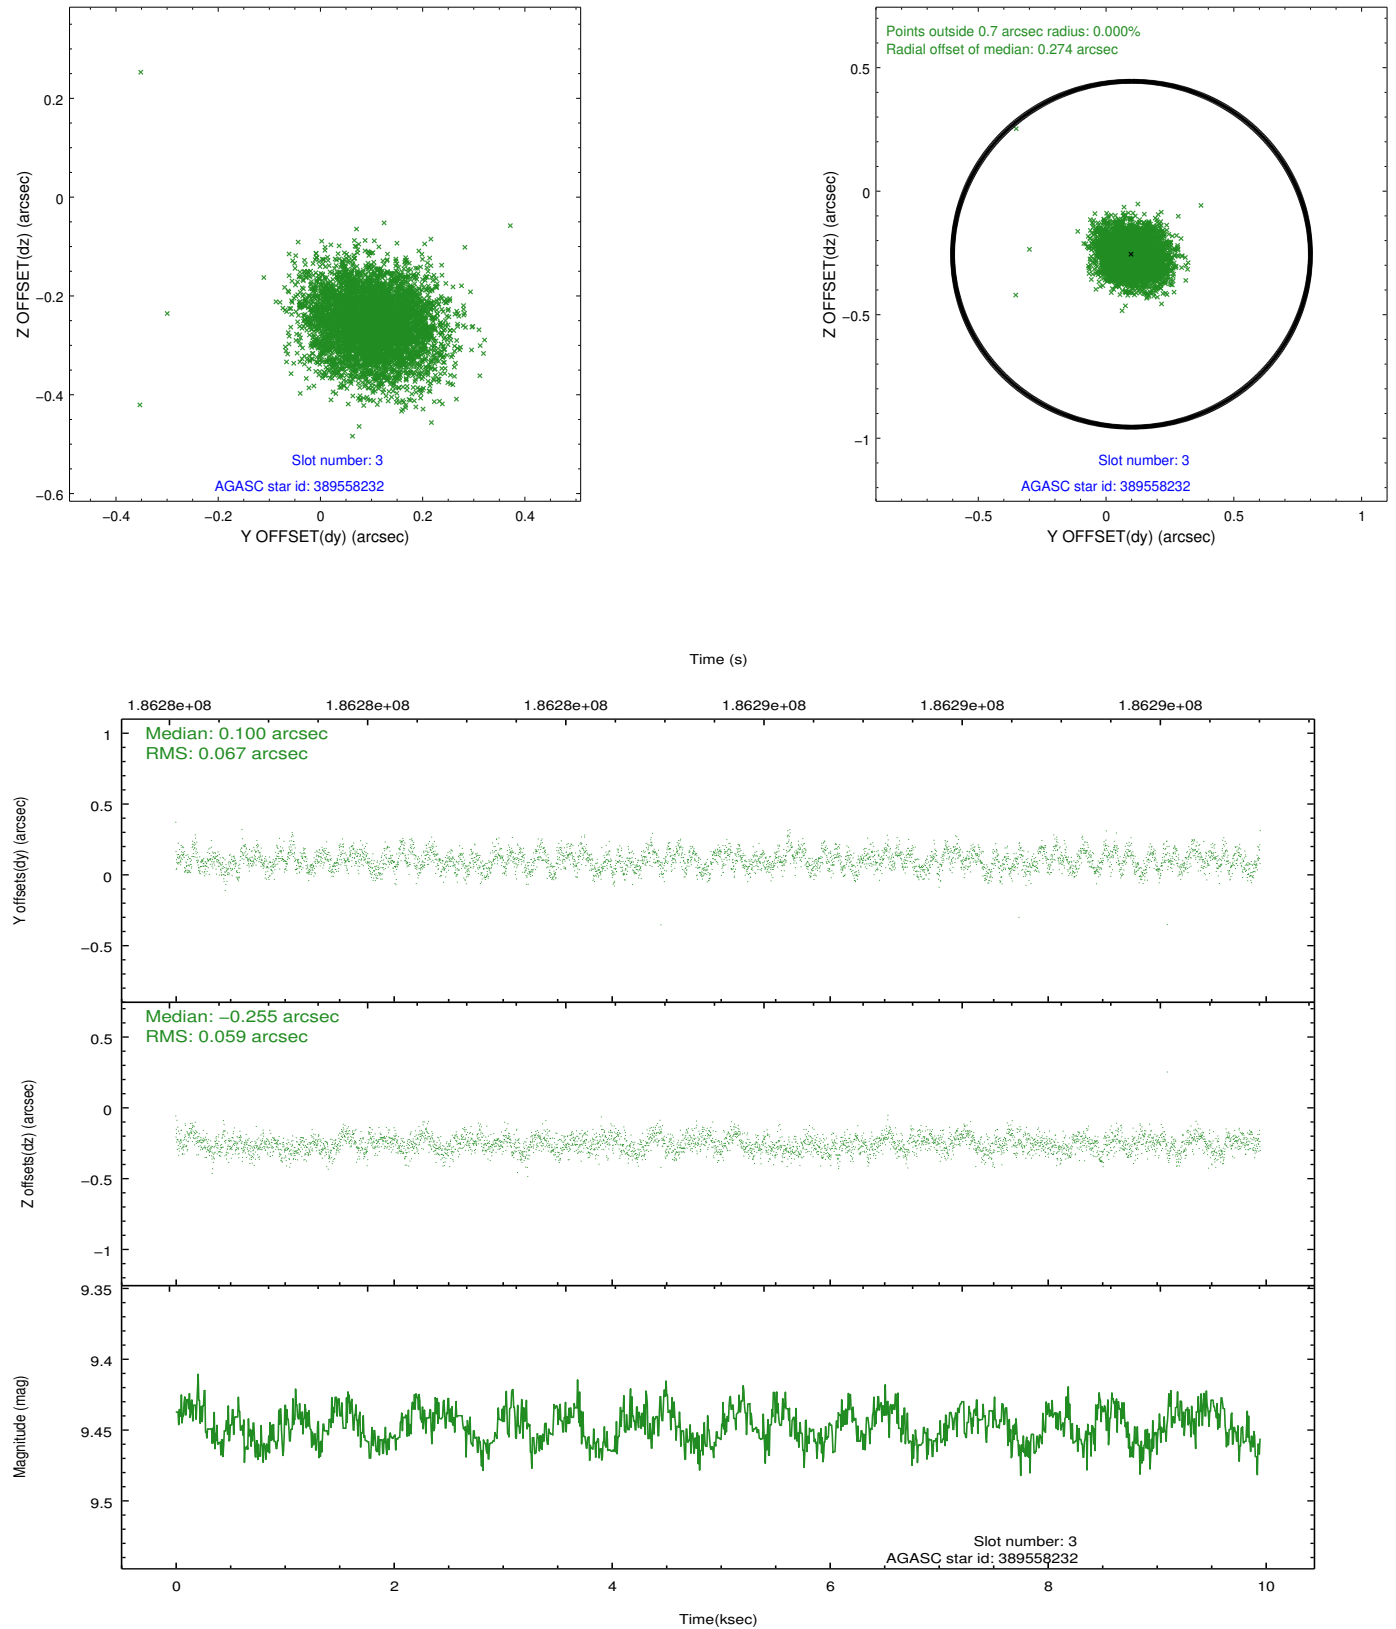 0.2
0
−0.2
−0.4
−0.6
Z OFFSET(dz) (arcsec)
Slot number: 3
AGASC star id: 389558232
−0.4
−0.2
0
0.2
0.4
Y OFFSET(dy) (arcsec)
Points outside 0.7 arcsec radius: 0.000%
Radial offset of median: 0.274 arcsec
0.5
0
−0.5
−1
Z OFFSET(dz) (arcsec)
Slot number: 3
AGASC star id: 389558232
−0.5
0
0.5
1
Y OFFSET(dy) (arcsec)
Time (s)
1.8628e+08
1.8628e+08
1.8628e+08
1.8629e+08
1.8629e+08
1.8629e+08
Median: 0.100 arcsec
RMS: 0.067 arcsec
1
0.5
0
−0.5
Y offsets(dy) (arcsec)
Median: −0.255 arcsec
RMS: 0.059 arcsec
0.5
0
−0.5
−1
Z offsets(dz) (arcsec)
9.35
9.4
9.45
9.5
Magnitude (mag)
Slot number: 3
AGASC star id: 389558232
0
2
4
6
8
10
Time(ksec)